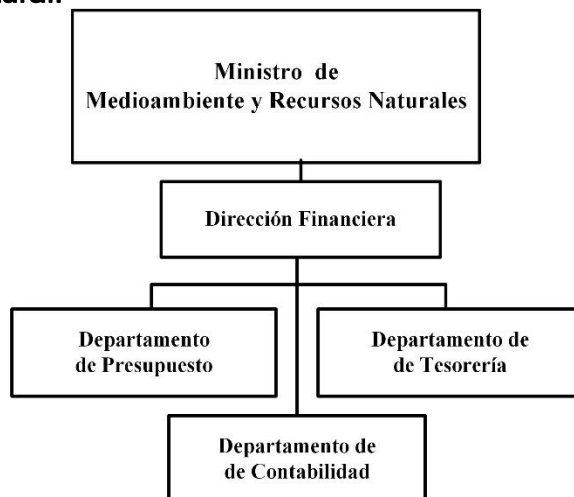 Ministro de
Medioambiente y Recursos Naturales
Dirección Financiera
Departamento
de Presupuesto
Departamento de
de Tesorería
Departamento de
de Contabilidad